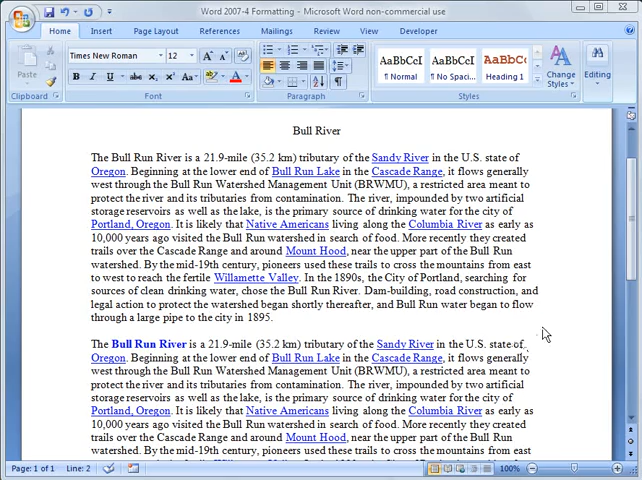 Word 2007-4 Formatting - Microsoft Word non-commercial use
Home Insert Page Layout References Mailings Review View Developer
Times New Roman 12
Paste
B I U abc x₂ x² Aa
AaBbCcI AaBbCcI AaBbCc
¶ Normal ¶ No Spaci... Heading 1
Change Styles
Editing
Clipboard Font Paragraph Styles
Bull River
The Bull Run River is a 21.9-mile (35.2 km) tributary of the Sandy River in the U.S. state of
Oregon. Beginning at the lower end of Bull Run Lake in the Cascade Range, it flows generally
west through the Bull Run Watershed Management Unit (BRWMU), a restricted area meant to
protect the river and its tributaries from contamination. The river, impounded by two artificial
storage reservoirs as well as the lake, is the primary source of drinking water for the city of
Portland, Oregon. It is likely that Native Americans living along the Columbia River as early as
10,000 years ago visited the Bull Run watershed in search of food. More recently they created
trails over the Cascade Range and around Mount Hood, near the upper part of the Bull Run
watershed. By the mid-19th century, pioneers used these trails to cross the mountains from east
to west to reach the fertile Willamette Valley. In the 1890s, the City of Portland, searching for
sources of clean drinking water, chose the Bull Run River. Dam-building, road construction, and
legal action to protect the watershed began shortly thereafter, and Bull Run water began to flow
through a large pipe to the city in 1895.
The Bull Run River is a 21.9-mile (35.2 km) tributary of the Sandy River in the U.S. state of
Oregon. Beginning at the lower end of Bull Run Lake in the Cascade Range, it flows generally
west through the Bull Run Watershed Management Unit (BRWMU), a restricted area meant to
protect the river and its tributaries from contamination. The river, impounded by two artificial
storage reservoirs as well as the lake, is the primary source of drinking water for the city of
Portland, Oregon. It is likely that Native Americans living along the Columbia River as early as
10,000 years ago visited the Bull Run watershed in search of food. More recently they created
trails over the Cascade Range and around Mount Hood, near the upper part of the Bull Run
watershed. By the mid-19th century, pioneers used these trails to cross the mountains from east
Page: 1 of 1 Line: 2 100%